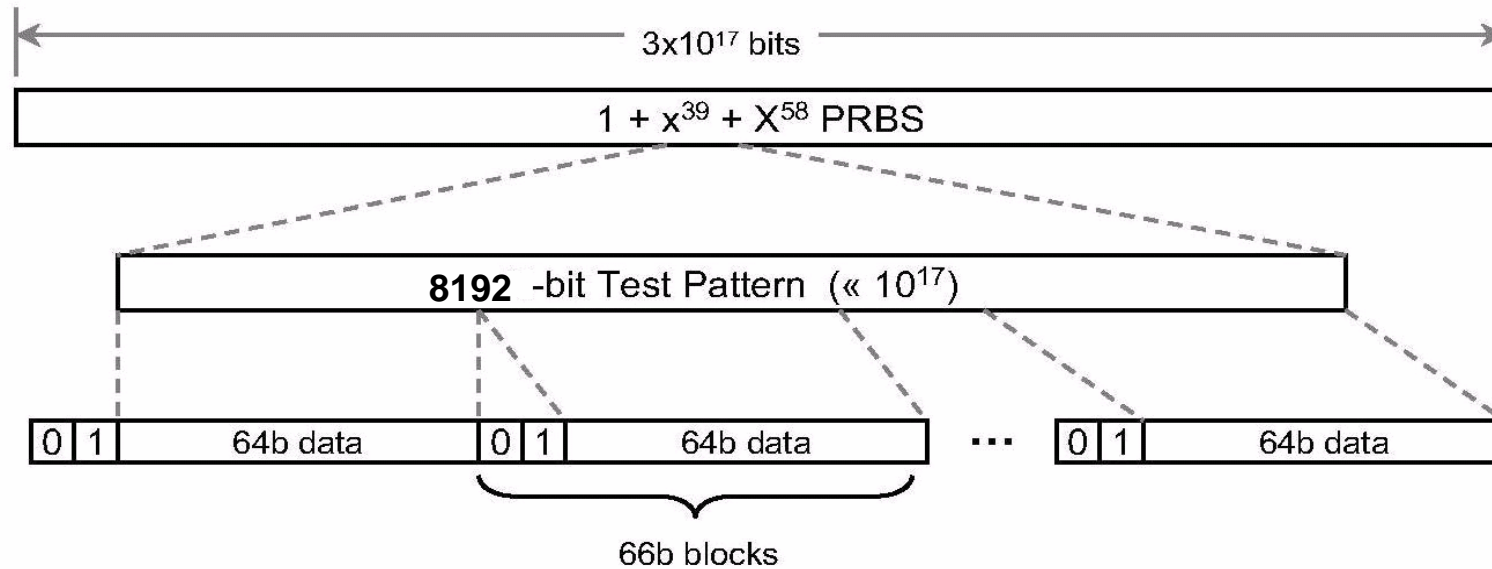 3x10¹⁷ bits
1 + x³⁹ + X⁵⁸ PRBS
8192 -bit Test Pattern (« 10¹⁷)
0 1 64b data 0 1 64b data ... 0 1 64b data
66b blocks